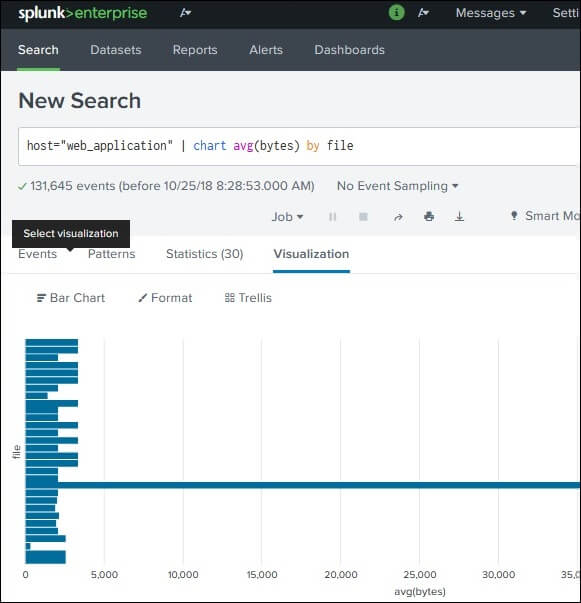 splunk>enterprise Messages Setti
Search Datasets Reports Alerts Dashboards
New Search
host="web_application" | chart avg(bytes) by file
131,645 events (before 10/25/18 8:28:53.000 AM) No Event Sampling
Job Smart Mo
Select visualization
Events Patterns Statistics (30) Visualization
Bar Chart Format Trellis
file
0 5,000 10,000 15,000 20,000 25,000 30,000 35,00
avg(bytes)